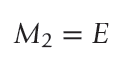 M₂ = E